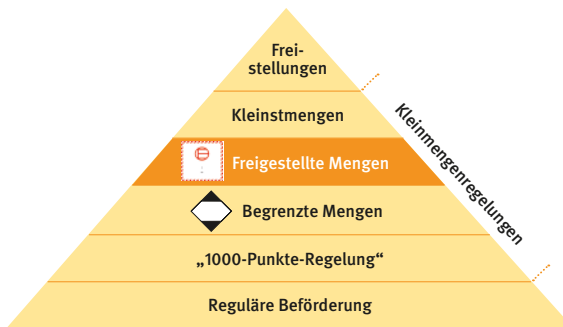 Frei-
stellungen
Kleinstmengen
Freigestellte Mengen
Begrenzte Mengen
„1000-Punkte-Regelung“
Reguläre Beförderung
Kleinmengenregelungen